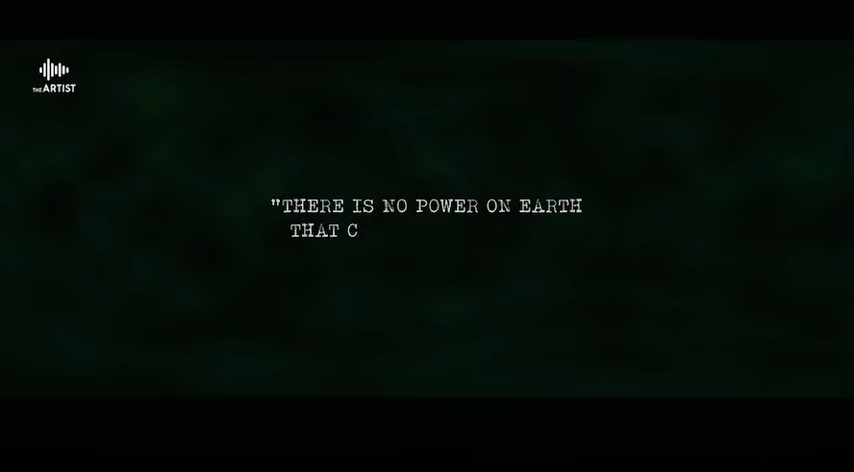 THE ARTIST
"THERE IS NO POWER ON EARTH
THAT C